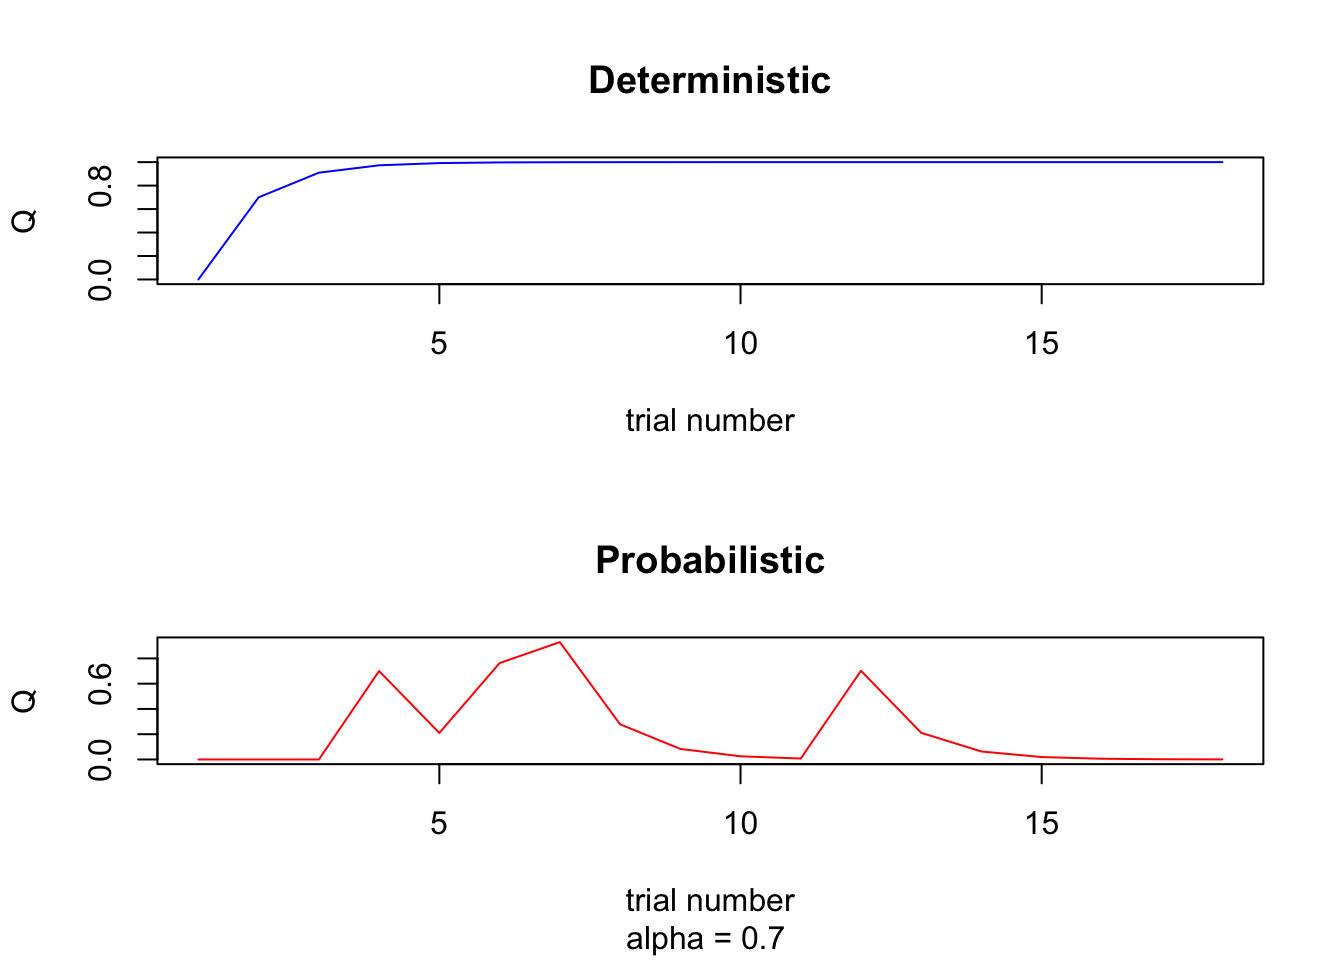 Deterministic
Q
0.8
0.0
5 10 15
trial number
Probabilistic
Q
0.6
0.0
5 10 15
trial number
alpha = 0.7